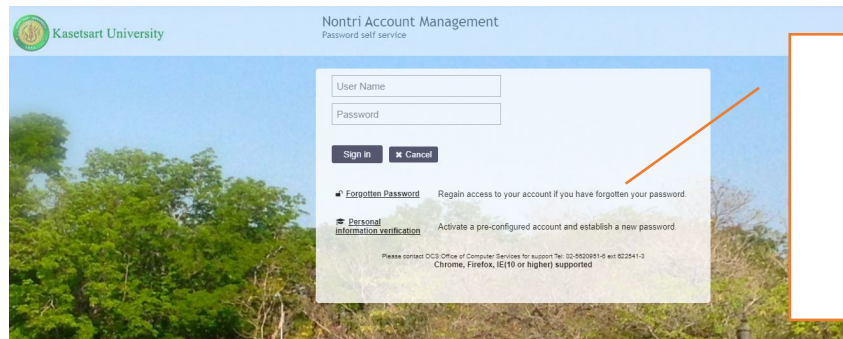 Kasetsart University
Nontri Account Management
Password self service
User Name
Password
Sign in
Cancel
Forgotten Password Regain access to your account if you have forgotten your password.
Personal
information verification Activate a pre-configured account and establish a new password.
Please contact OCS:Office of Computer Services for support Tel: 02-5620951-6 ext 622541-3
Chrome, Firefox, IE(10 or higher) supported